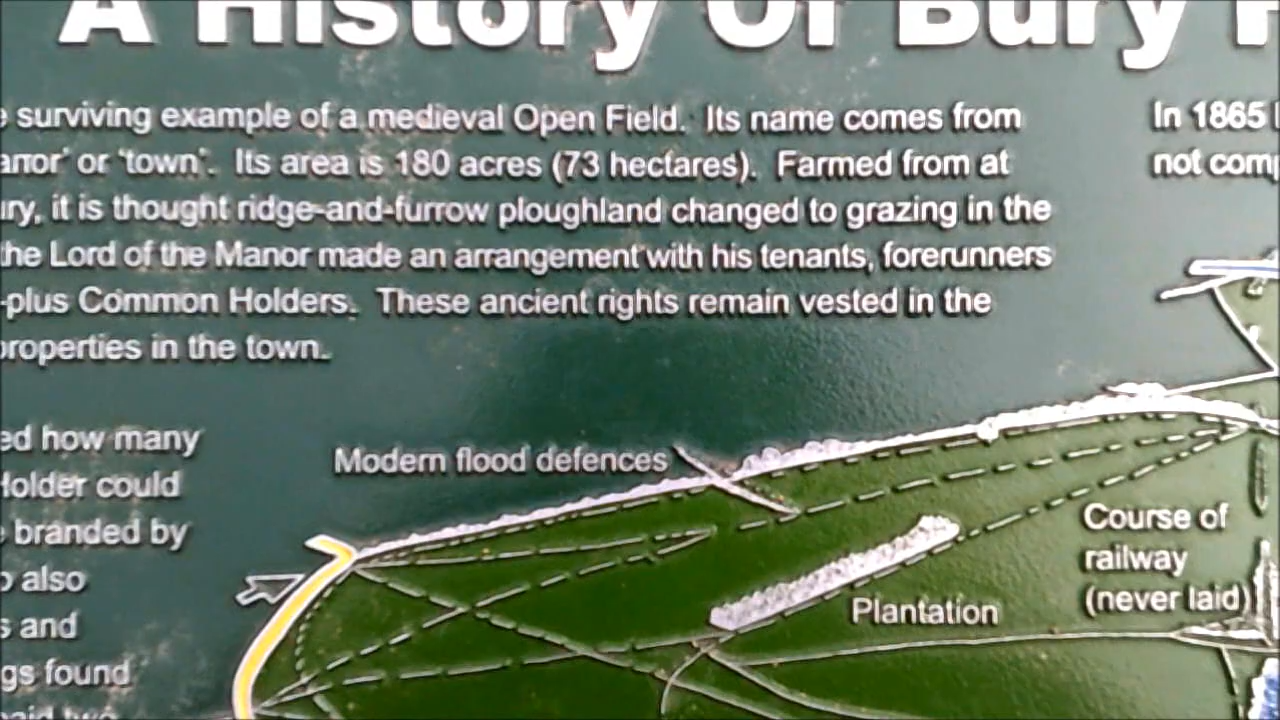 A History Of Bury
surviving example of a medieval Open Field. Its name comes from
or 'town'. Its area is 180 acres (73 hectares). Farmed from at
it is thought ridge-and-furrow ploughland changed to grazing in the
the Lord of the Manor made an arrangement with his tenants, forerunners
-plus Common Holders. These ancient rights remain vested in the
properties in the town.
In 1865
not
how many
Holder could
branded by
also
and
found
Modern flood defences
Course of
railway
(never laid)
Plantation